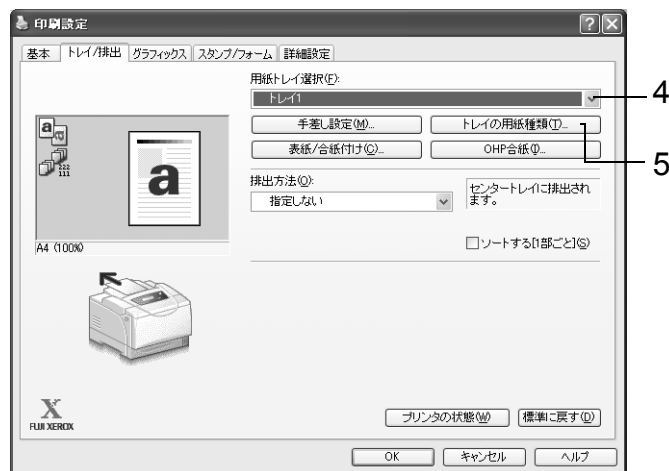 印刷設定
基本 トレイ/排出 グラフィックス スタンプ/フォーム 詳細設定
用紙トレイ選択(F):
トレイ1
4
手差し設定(M)... トレイの用紙種類(T)...
表紙/合紙付け(C)... OHP合紙(I)...
5
排出方法(O):
指定しない
センタートレイに排出されます。
ソートする[1部ごと](S)
A4 (100%)
FUJI XEROX
プリンタの状態(W) 標準に戻す(D)
OK キャンセル ヘルプ